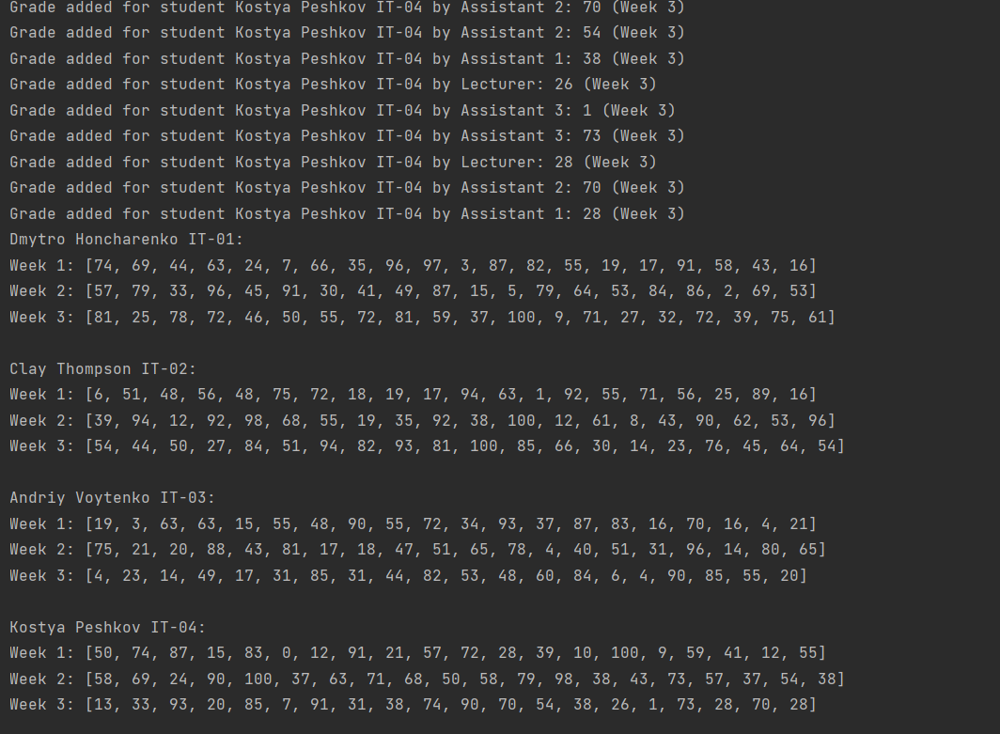 Grade added for student Kostya Peshkov IT-04 by Assistant 2: 70 (Week 3)
Grade added for student Kostya Peshkov IT-04 by Assistant 2: 54 (Week 3)
Grade added for student Kostya Peshkov IT-04 by Assistant 1: 38 (Week 3)
Grade added for student Kostya Peshkov IT-04 by Lecturer: 26 (Week 3)
Grade added for student Kostya Peshkov IT-04 by Assistant 3: 1 (Week 3)
Grade added for student Kostya Peshkov IT-04 by Assistant 3: 73 (Week 3)
Grade added for student Kostya Peshkov IT-04 by Lecturer: 28 (Week 3)
Grade added for student Kostya Peshkov IT-04 by Assistant 2: 70 (Week 3)
Grade added for student Kostya Peshkov IT-04 by Assistant 1: 28 (Week 3)
Dmytro Honcharenko IT-01:
Week 1: [74, 69, 44, 63, 24, 7, 66, 35, 96, 97, 3, 87, 82, 55, 19, 17, 91, 58, 43, 16]
Week 2: [57, 79, 33, 96, 45, 91, 30, 41, 49, 87, 15, 5, 79, 64, 53, 84, 86, 2, 69, 53]
Week 3: [81, 25, 78, 72, 46, 50, 55, 72, 81, 59, 37, 100, 9, 71, 27, 32, 72, 39, 75, 61]
Clay Thompson IT-02:
Week 1: [6, 51, 48, 56, 48, 75, 72, 18, 19, 17, 94, 63, 1, 92, 55, 71, 56, 25, 89, 16]
Week 2: [39, 94, 12, 92, 98, 68, 55, 19, 35, 92, 38, 100, 12, 61, 8, 43, 90, 62, 53, 96]
Week 3: [54, 44, 50, 27, 84, 51, 94, 82, 93, 81, 100, 85, 66, 30, 14, 23, 76, 45, 64, 54]
Andriy Voytenko IT-03:
Week 1: [19, 3, 63, 63, 15, 55, 48, 90, 55, 72, 34, 93, 37, 87, 83, 16, 70, 16, 4, 21]
Week 2: [75, 21, 20, 88, 43, 81, 17, 18, 47, 51, 65, 78, 4, 40, 51, 31, 96, 14, 80, 65]
Week 3: [4, 23, 14, 49, 17, 31, 85, 31, 44, 82, 53, 48, 60, 84, 6, 4, 90, 85, 55, 20]
Kostya Peshkov IT-04:
Week 1: [50, 74, 87, 15, 83, 0, 12, 91, 21, 57, 72, 28, 39, 10, 100, 9, 59, 41, 12, 55]
Week 2: [58, 69, 24, 90, 100, 37, 63, 71, 68, 50, 58, 79, 98, 38, 43, 73, 57, 37, 54, 38]
Week 3: [13, 33, 93, 20, 85, 7, 91, 31, 38, 74, 90, 70, 54, 38, 26, 1, 73, 28, 70, 28]